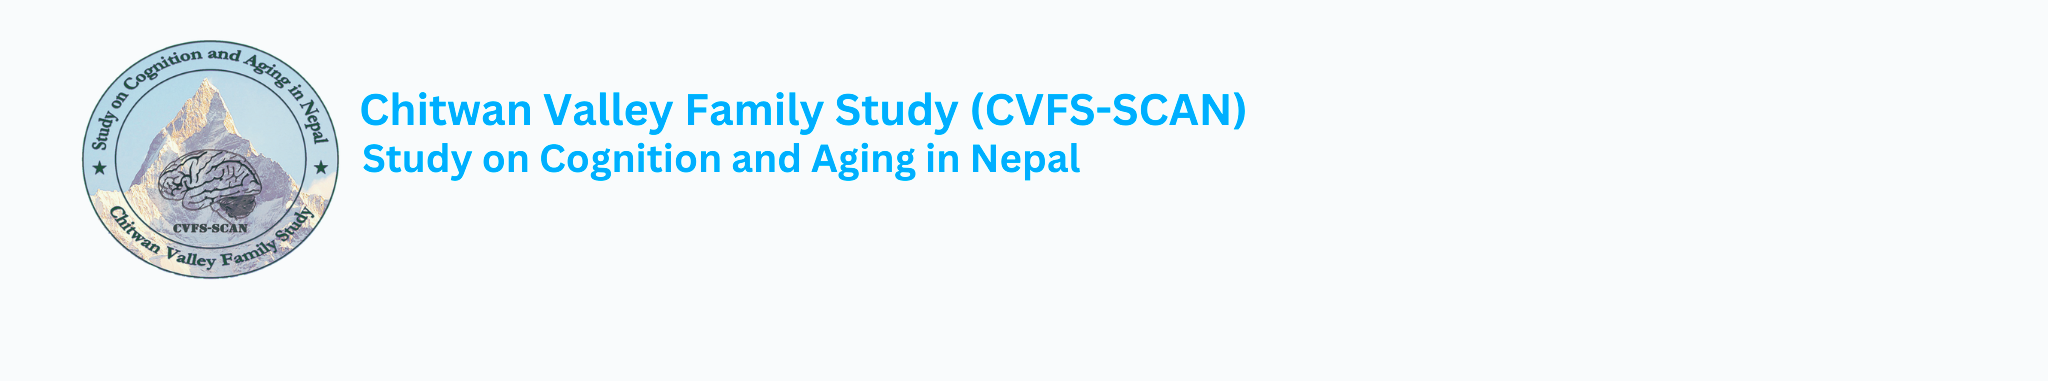 Study on Cognition and Aging in Nepal
CVFS-SCAN
Chitwan Valley Family Study
Chitwan Valley Family Study (CVFS-SCAN)
Study on Cognition and Aging in Nepal